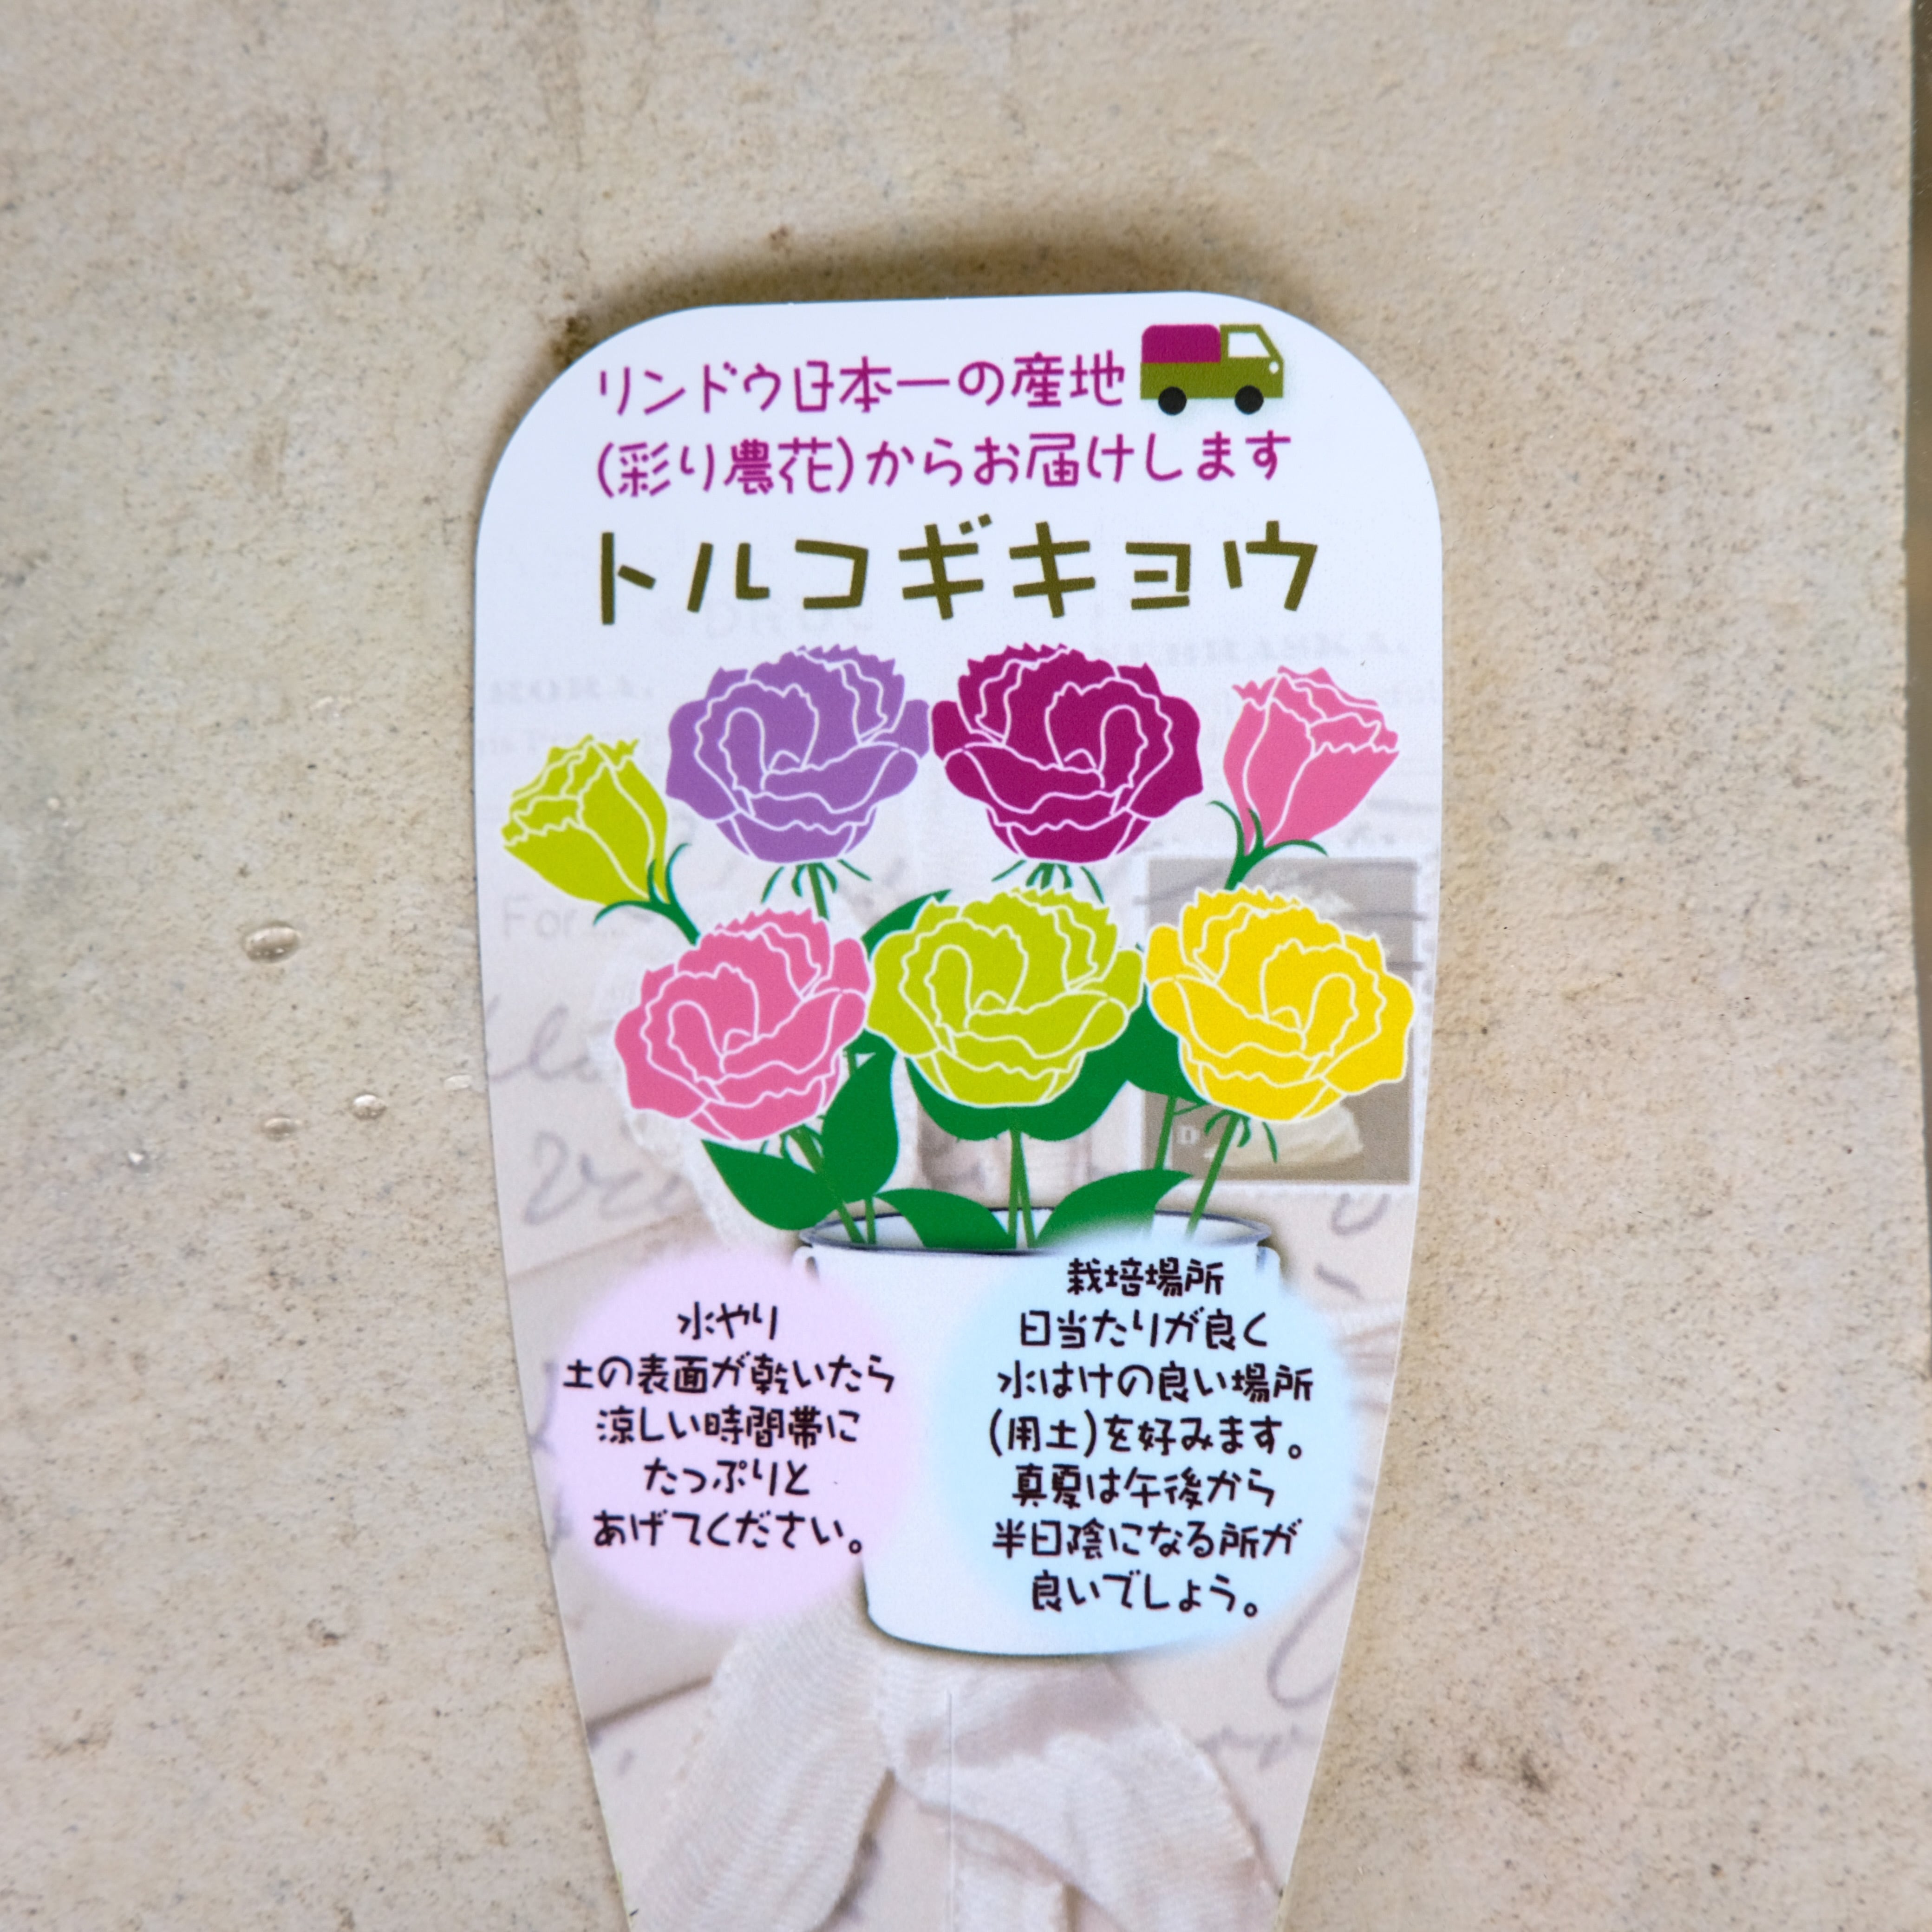 リンドウ日本一の産地
(彩り農花)からお届けします
トルコギキョウ
For
水やり
土の表面が乾いたら
涼しい時間帯に
たっぷりと
あげてください。
栽培場所
日当たりが良く
水はけの良い場所
(用土)を好みます。
真夏は午後から
半日陰になる所が
良いでしょう。